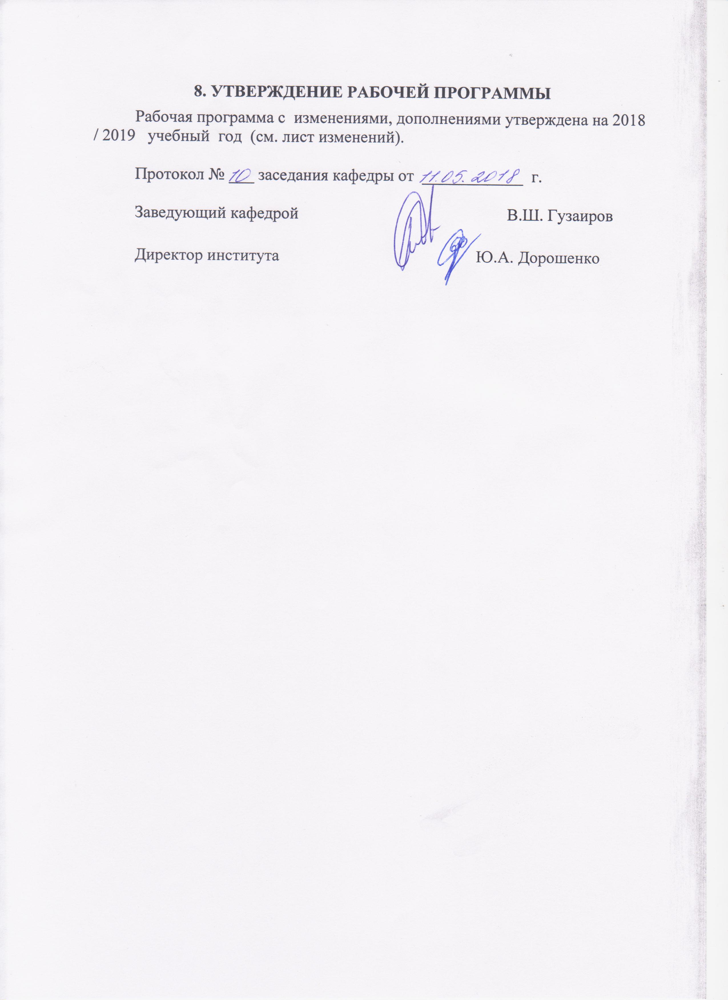 8. УТВЕРЖДЕНИЕ РАБОЧЕЙ ПРОГРАММЫ
Рабочая программа с изменениями, дополнениями утверждена на 2018
/ 2019 учебный год (см. лист изменений).
Протокол № 10 заседания кафедры от 11.05.2018 г.
Заведующий кафедрой В.Ш. Гузаиров
Директор института Ю.А. Дорошенко